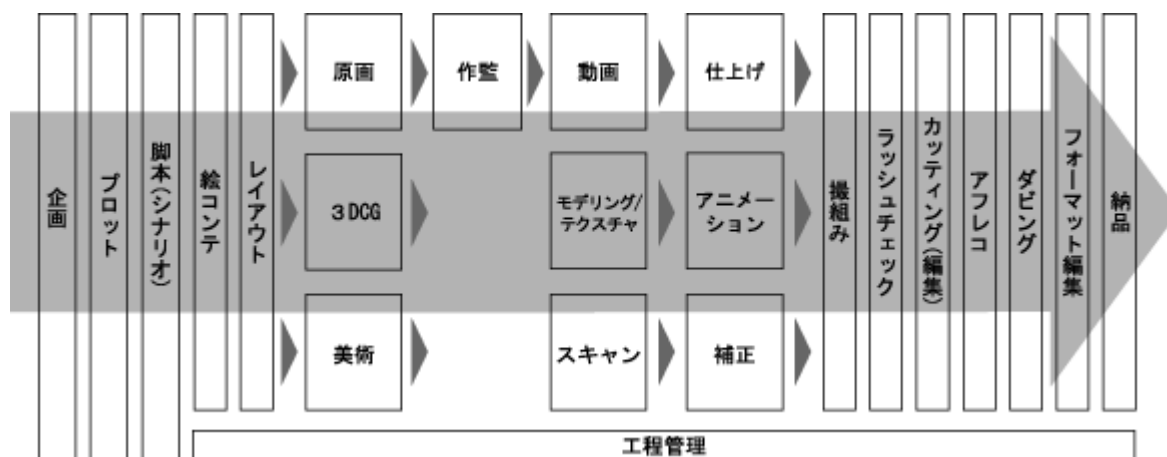 企画
プロット
脚本(シナリオ)
絵コンテ
レイアウト
原画
作監
動画
仕上げ
3DCG
モデリング/
テクスチャ
アニメー
ション
美術
スキャン
補正
撮組み
ラッシュチェック
カッティング(編集)
アフレコ
ダビング
フォーマット編集
納品
工程管理